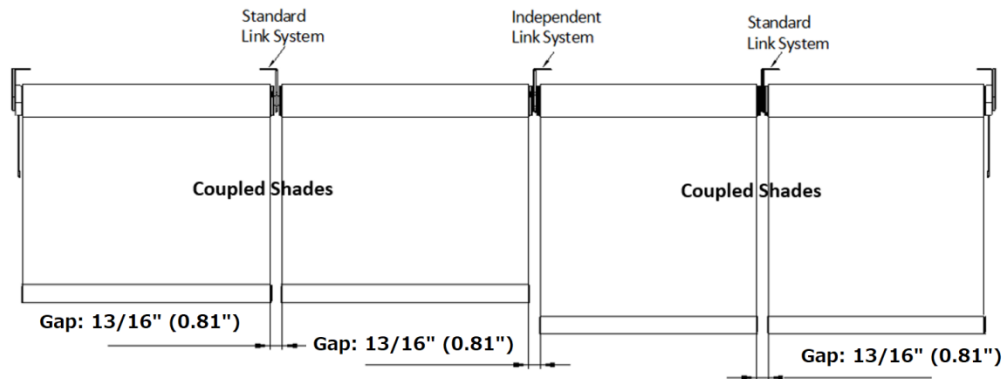 Standard
Link System
Independent
Link System
Standard
Link System
Coupled Shades
Coupled Shades
Gap: 13/16" (0.81")
Gap: 13/16" (0.81")
Gap: 13/16" (0.81")